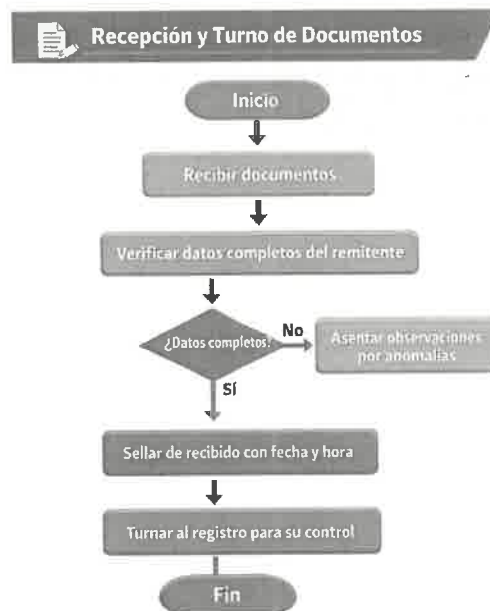 Recepción y Turno de Documentos
Inicio
Recibir documentos
Verificar datos completos del remitente
¿Datos completos?
No
Asentar observaciones
por anomalías
Sí
Sellar de recibido con fecha y hora
Turnar al registro para su control
Fin